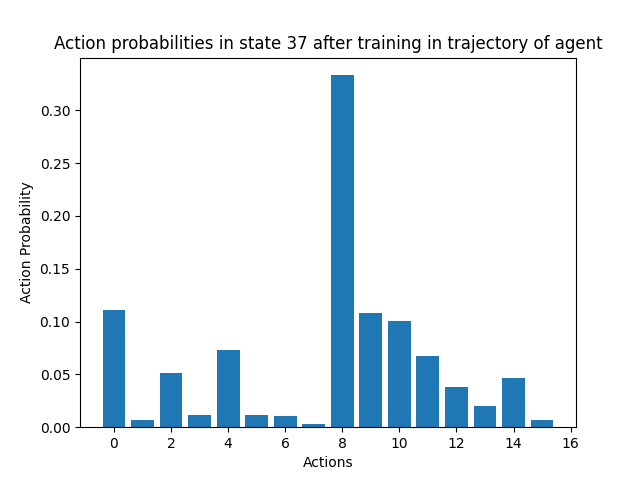 Action probabilities in state 37 after training in trajectory of agent
Action Probability
0.30
0.25
0.20
0.15
0.10
0.05
0.00
0 2 4 6 8 10 12 14 16
Actions